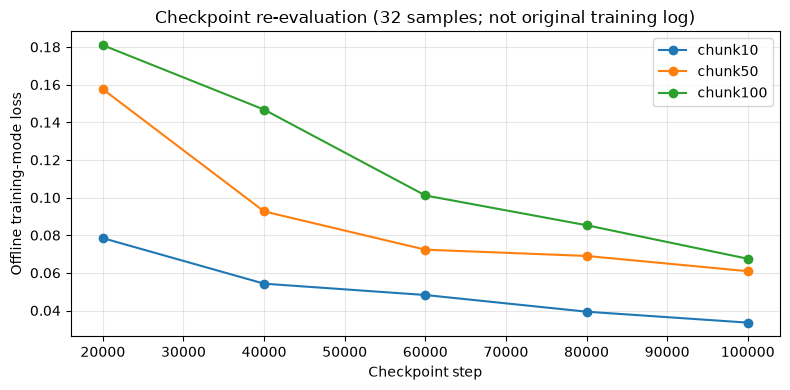 Checkpoint re-evaluation (32 samples; not original training log)
chunk10
chunk50
chunk100
Offline training-mode loss
0.18
0.16
0.14
0.12
0.10
0.08
0.06
0.04
20000 30000 40000 50000 60000 70000 80000 90000 100000
Checkpoint step